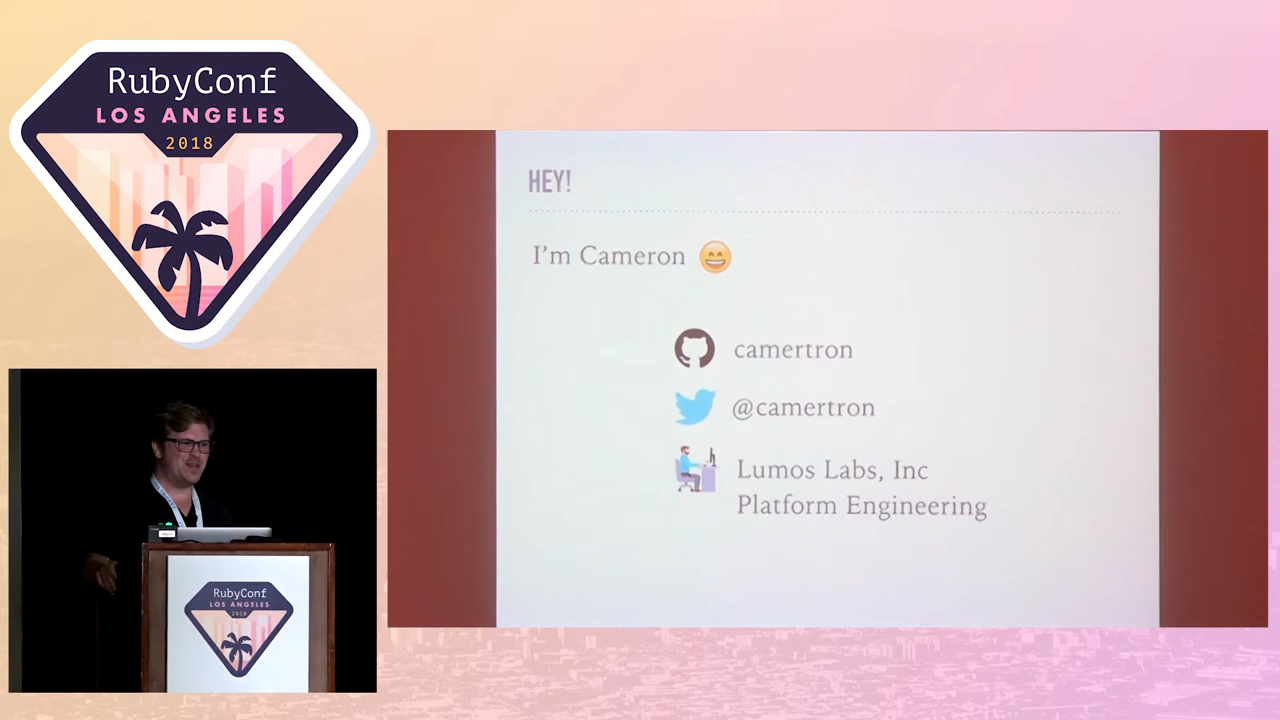 RubyConf
LOS ANGELES
2018
HEY!
I'm Cameron
camertron
@camertron
Lumos Labs, Inc
Platform Engineering
RubyConf
LOS ANGELES
2018